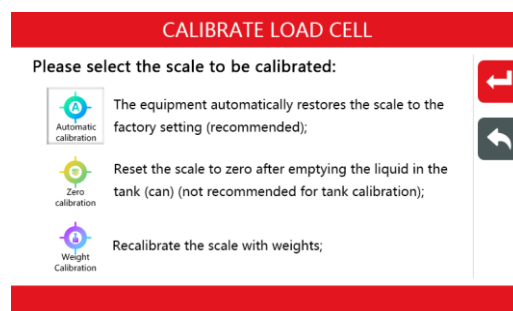 CALIBRATE LOAD CELL
Please select the scale to be calibrated:
A
Automatic
calibration
The equipment automatically restores the scale to the
factory setting (recommended);
Zero
calibration
Reset the scale to zero after emptying the liquid in the
tank (can) (not recommended for tank calibration);
Weight
Calibration
Recalibrate the scale with weights;